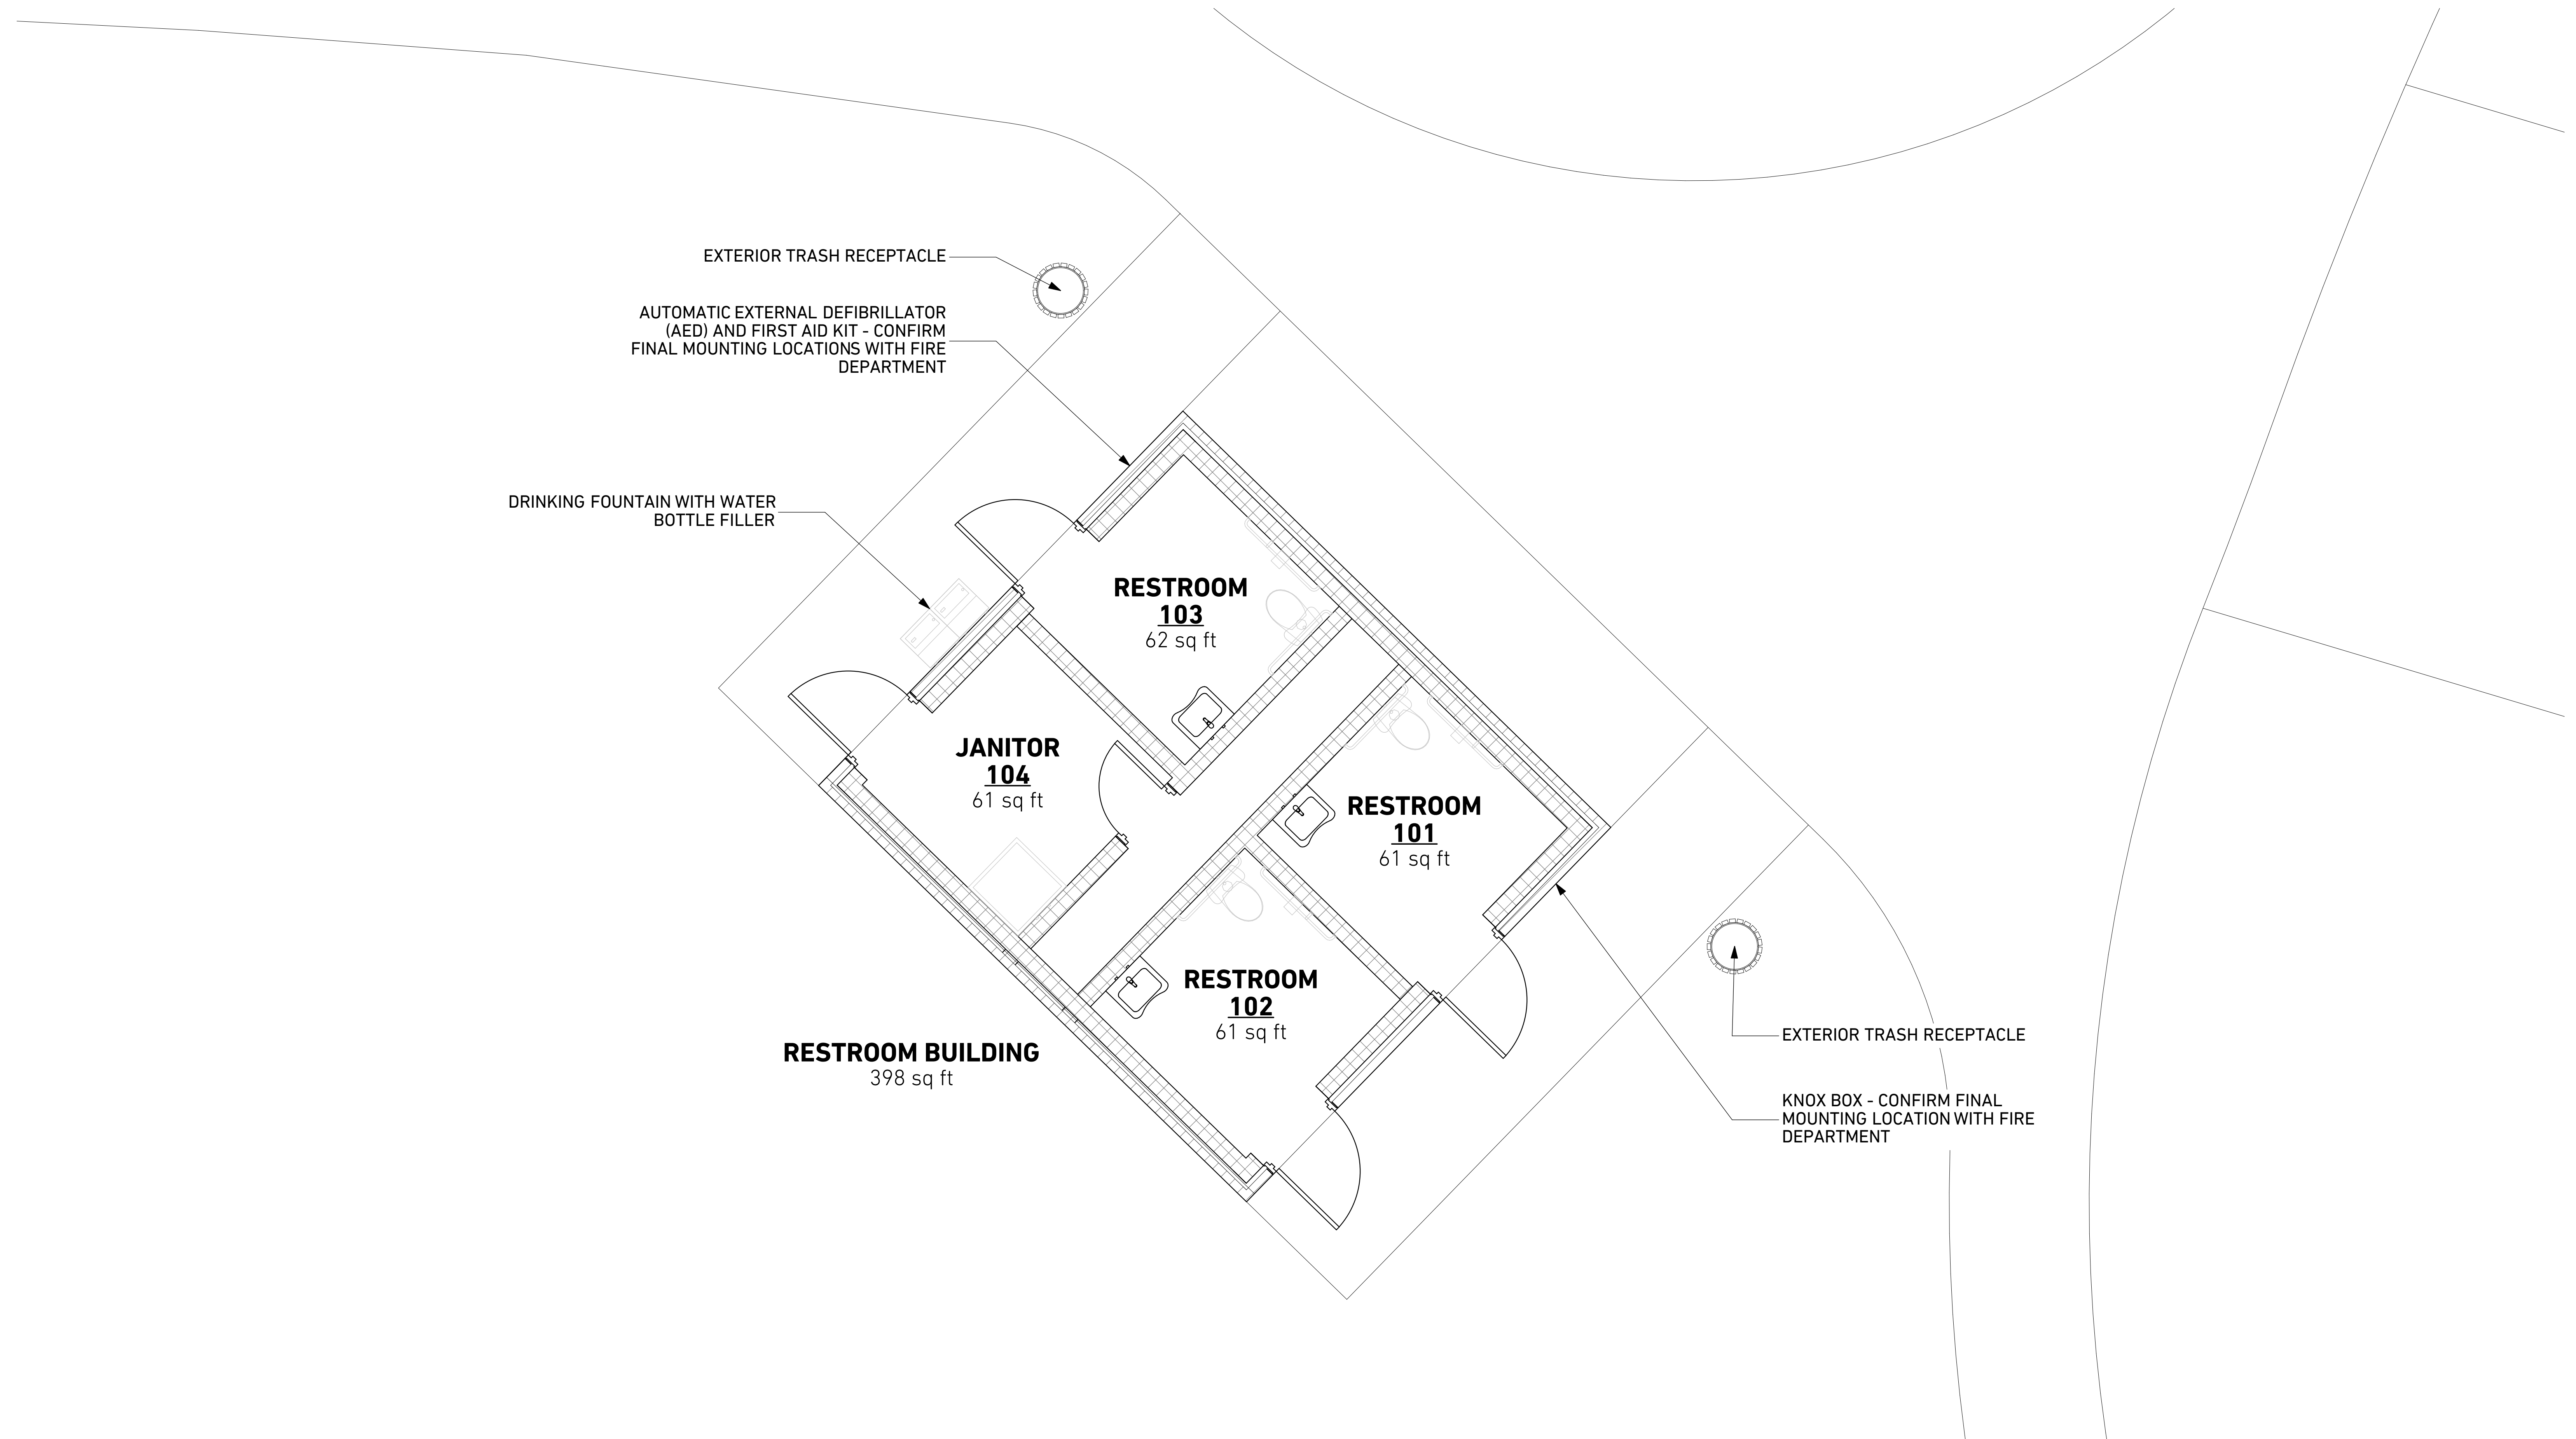 EXTERIOR TRASH RECEPTACLE
AUTOMATIC EXTERNAL DEFIBRILLATOR
(AED) AND FIRST AID KIT - CONFIRM
FINAL MOUNTING LOCATIONS WITH FIRE
DEPARTMENT
DRINKING FOUNTAIN WITH WATER
BOTTLE FILLER
RESTROOM
103
62 sq ft
JANITOR
104
61 sq ft
RESTROOM
101
61 sq ft
RESTROOM
102
61 sq ft
RESTROOM BUILDING
398 sq ft
EXTERIOR TRASH RECEPTACLE
KNOX BOX - CONFIRM FINAL
MOUNTING LOCATION WITH FIRE
DEPARTMENT